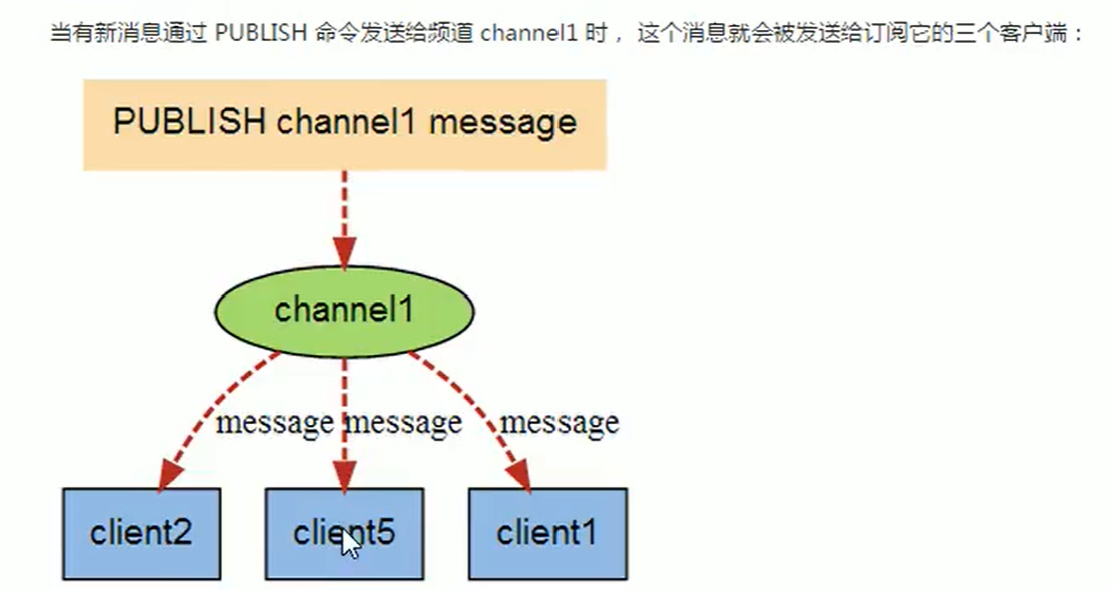 当有新消息通过 PUBLISH 命令发送给频道 channel1 时， 这个消息就会被发送给订阅它的三个客户端：
PUBLISH channel1 message
channel1
message message message
client2 client5 client1